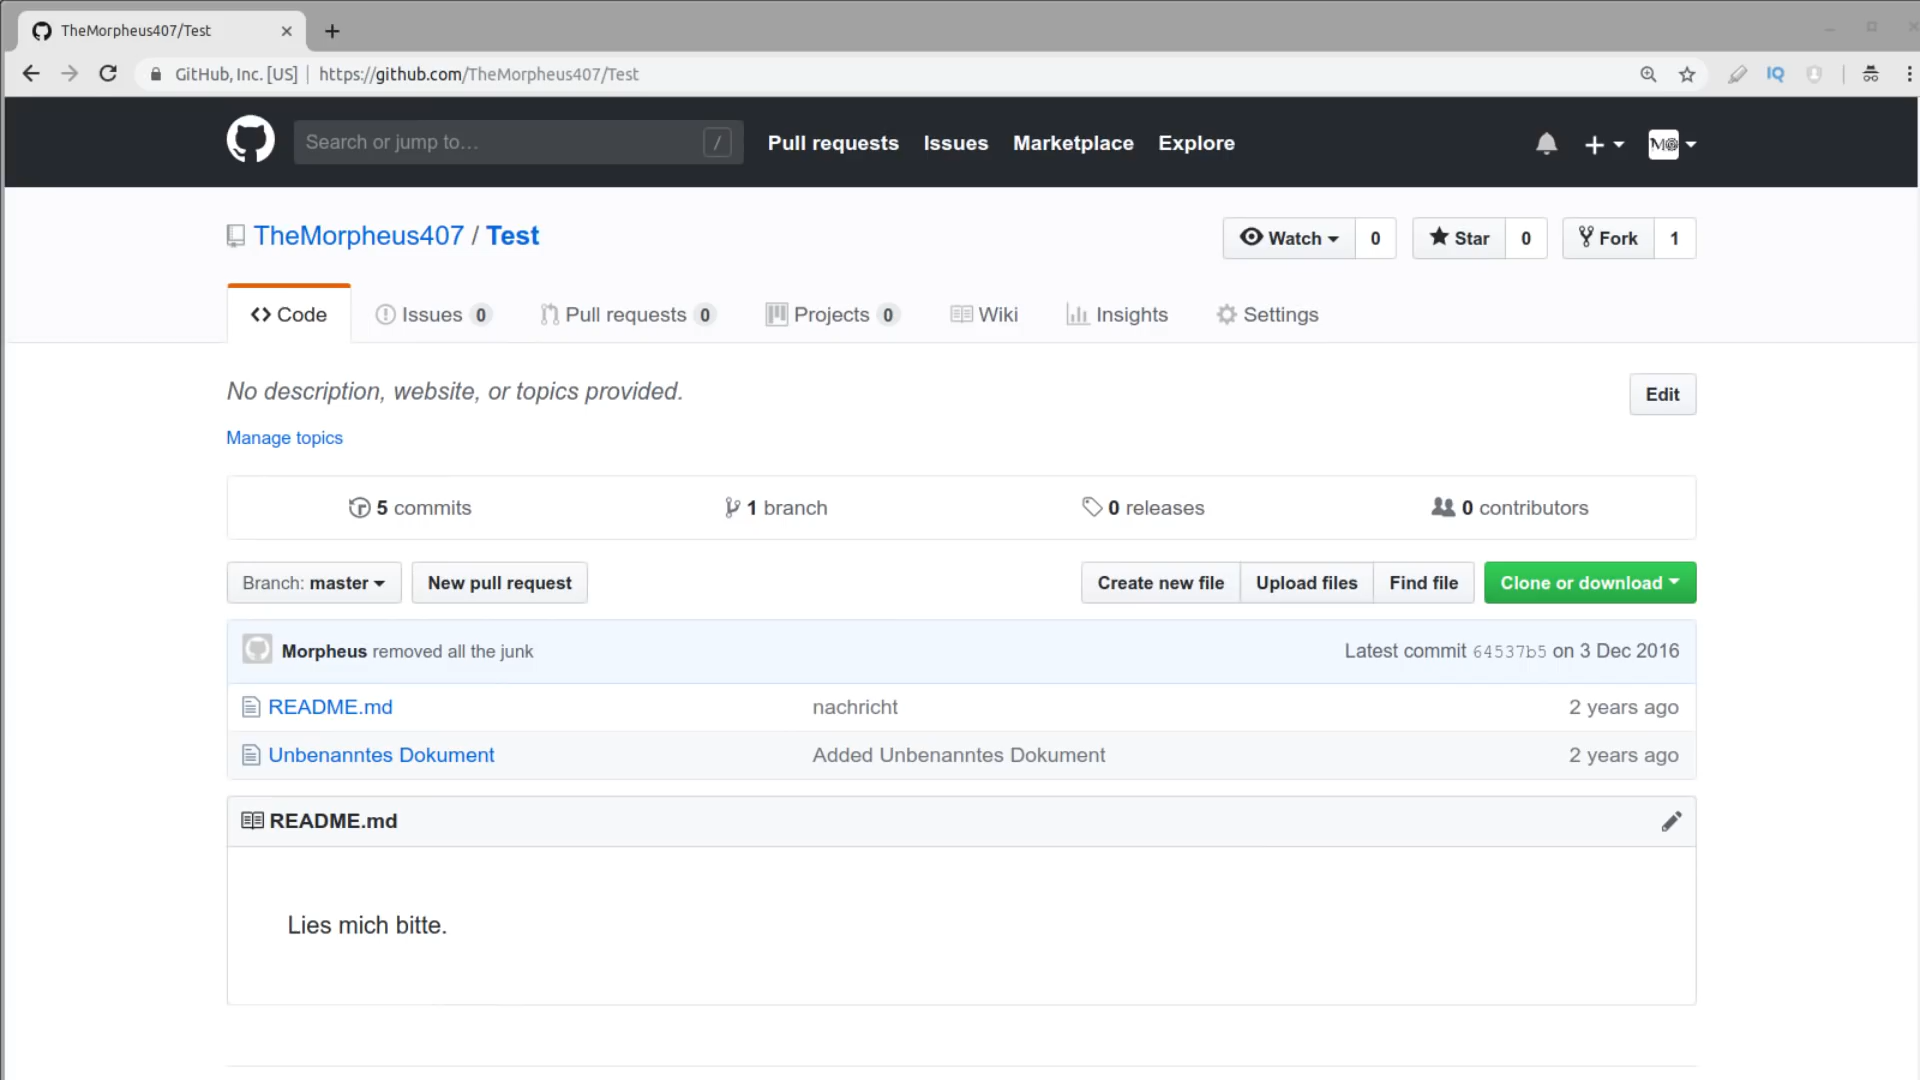 TheMorpheus407/Test
GitHub, Inc. [US] https://github.com/TheMorpheus407/Test IQ
Search or jump to… / Pull requests Issues Marketplace Explore
TheMorpheus407 / Test Watch 0 Star 0 Fork 1
Code Issues 0 Pull requests 0 Projects 0 Wiki Insights Settings
No description, website, or topics provided. Edit
Manage topics
5 commits 1 branch 0 releases 0 contributors
Branch: master New pull request Create new file Upload files Find file Clone or download
Morpheus removed all the junk Latest commit 64537b5 on 3 Dec 2016
README.md nachricht 2 years ago
Unbenanntes Dokument Added Unbenanntes Dokument 2 years ago
README.md
Lies mich bitte.